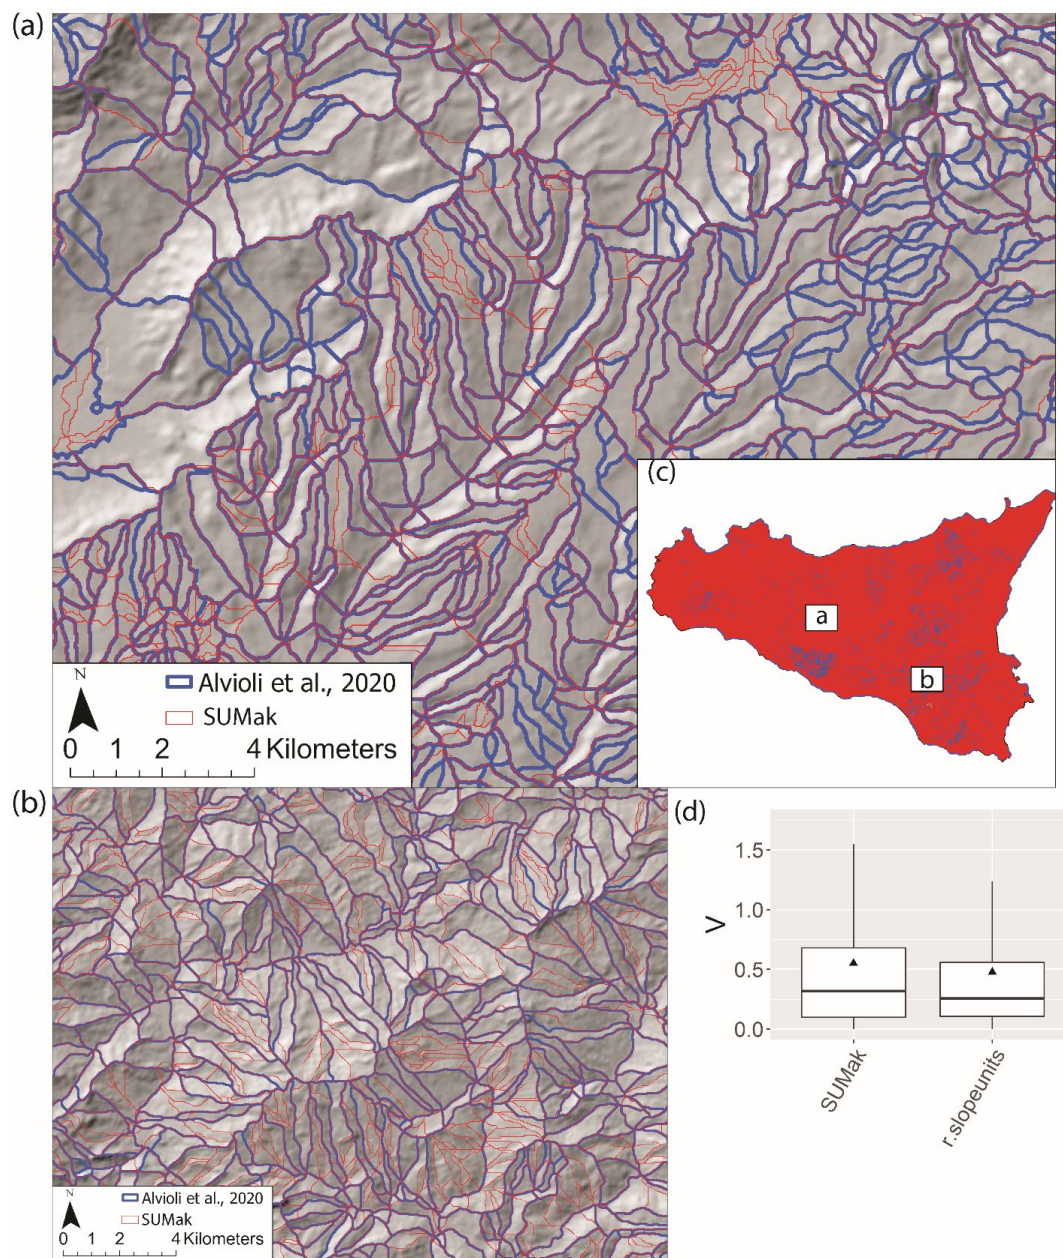 (a)
(c)
a
b
N
Alvioli et al., 2020
SUMak
0 1 2 4 Kilometers
(b)
N
Alvioli et al., 2020
SUMak
0 1 2 4 Kilometers
(d)
1.5
1.0
0.5
0.0
V
SUMak
r.slopeunits